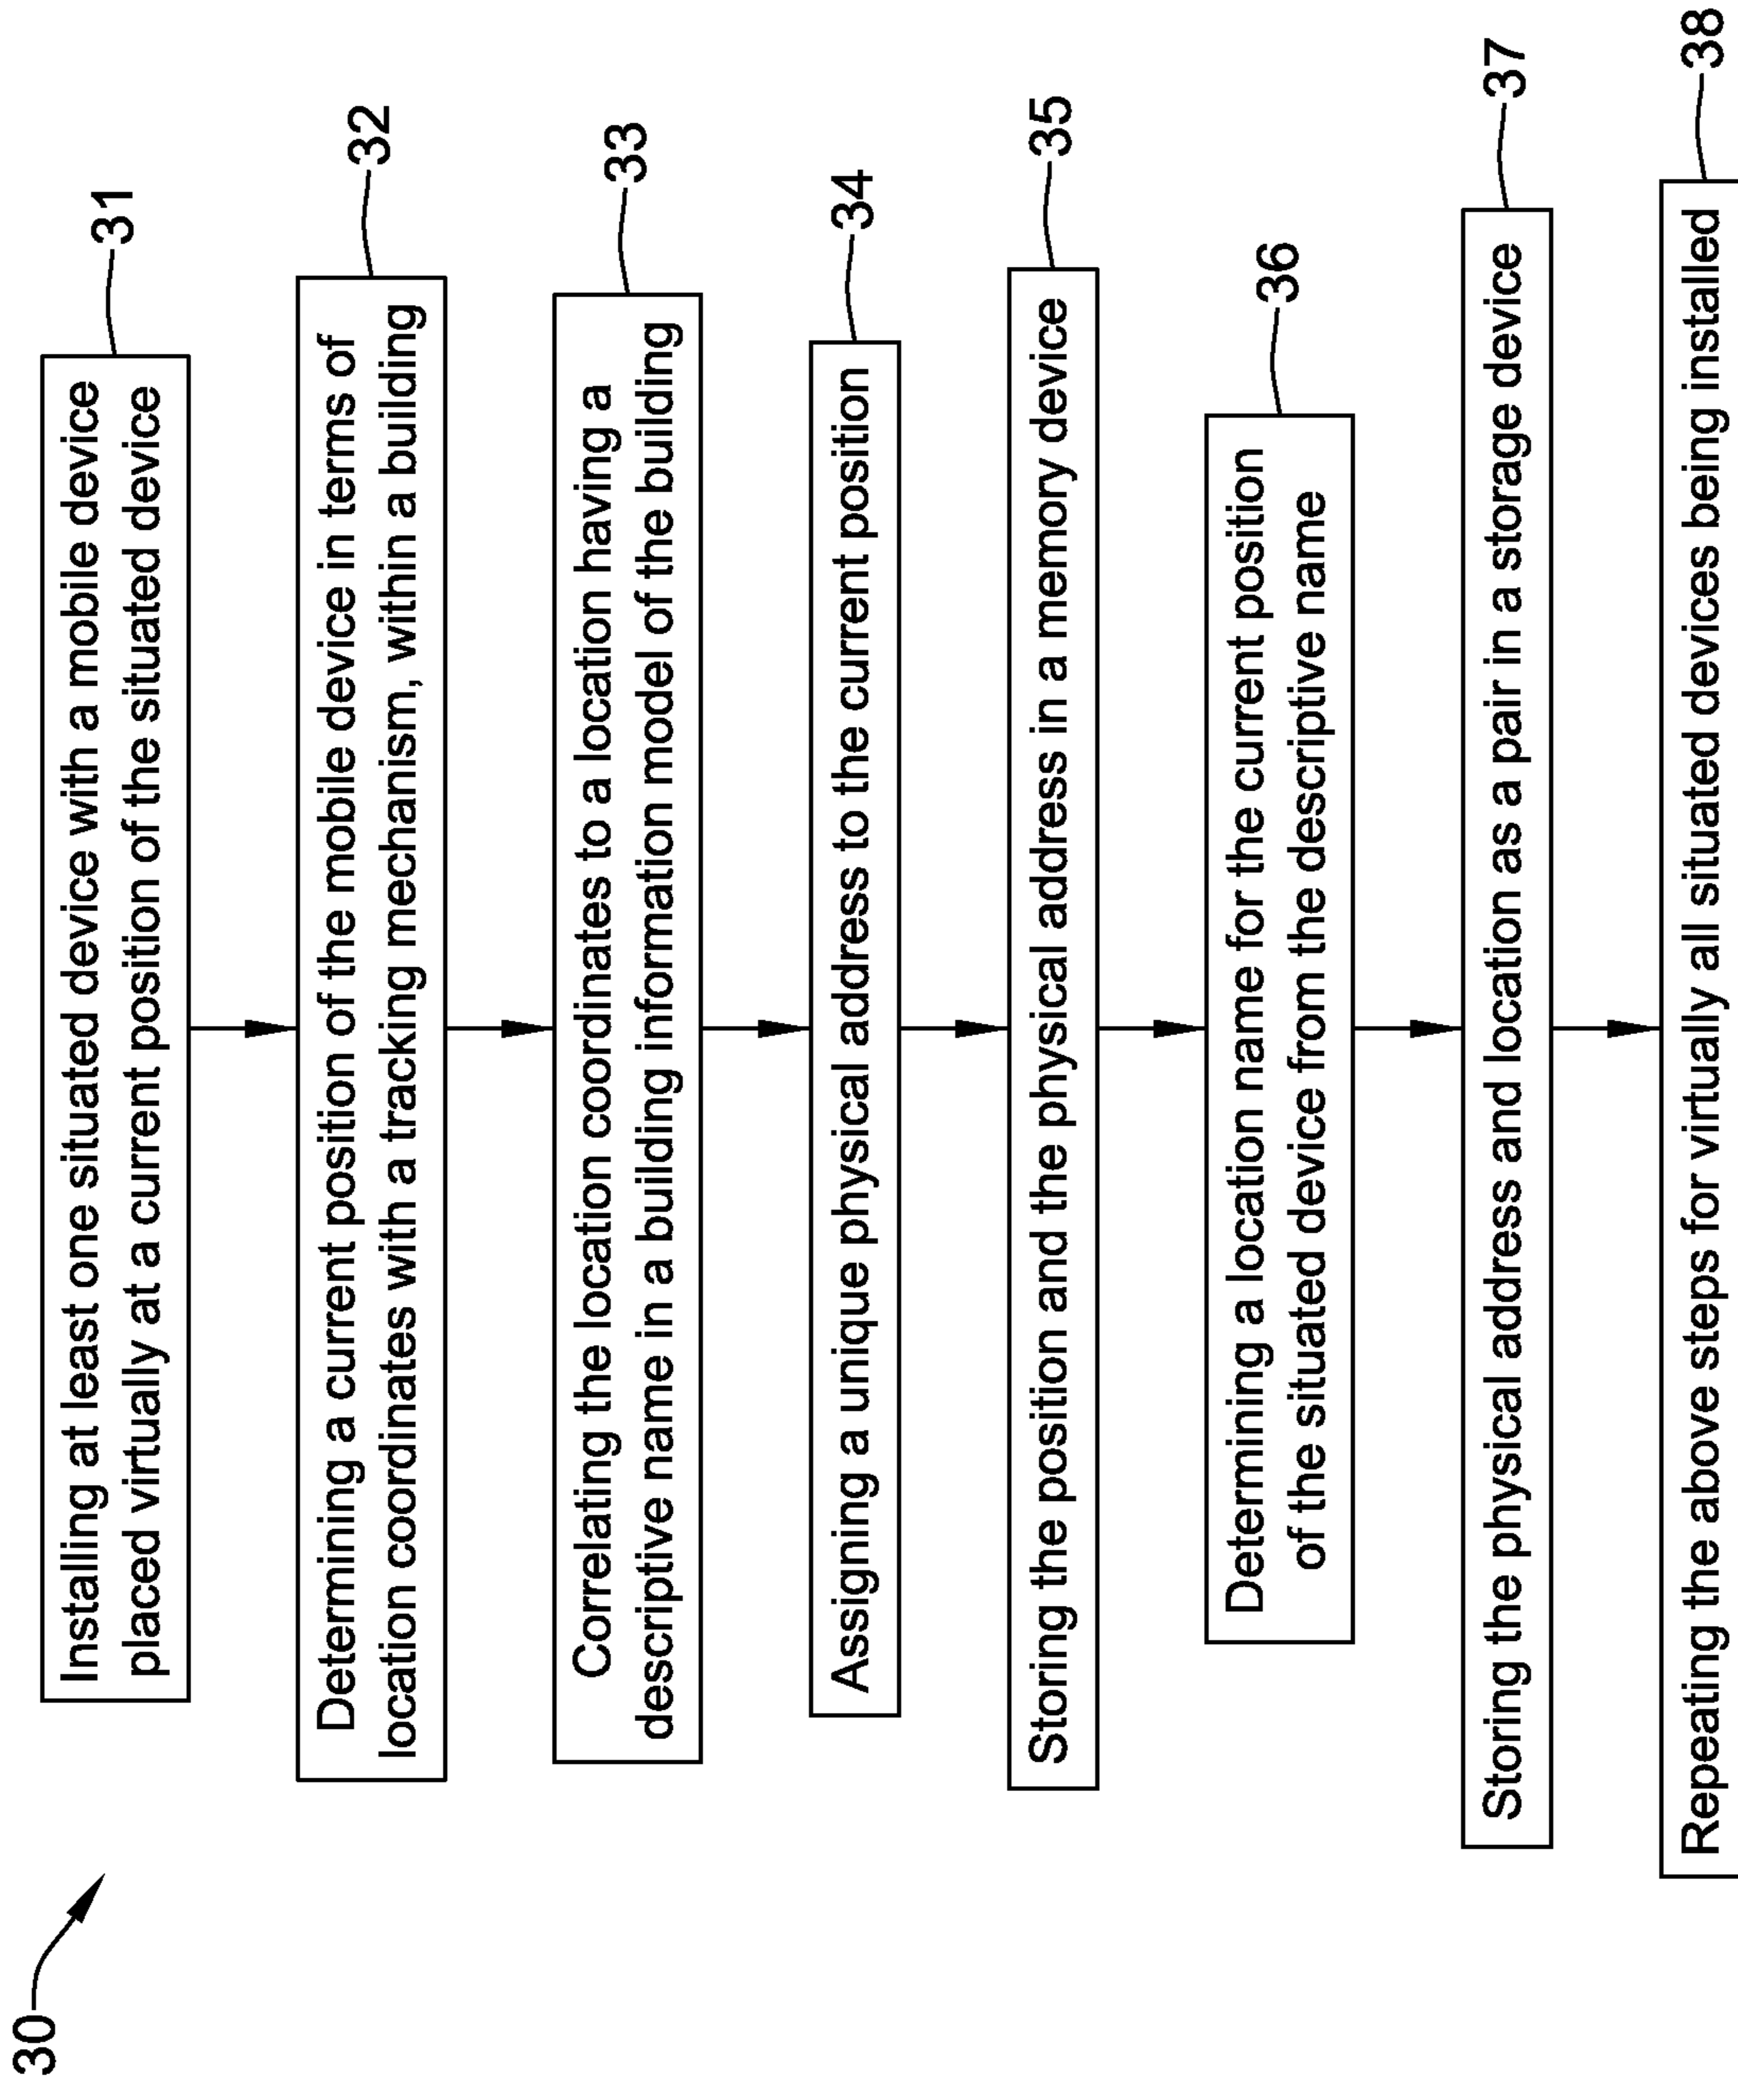 30
Installing at least one situated device with a mobile device
placed virtually at a current position of the situated device
31
Determining a current position of the mobile device in terms of
location coordinates with a tracking mechanism, within a building
32
Correlating the location coordinates to a location having a
descriptive name in a building information model of the building
33
Assigning a unique physical address to the current position
34
Storing the position and the physical address in a memory device
35
Determining a location name for the current position
of the situated device from the descriptive name
36
Storing the physical address and location as a pair in a storage device
37
Repeating the above steps for virtually all situated devices being installed
38